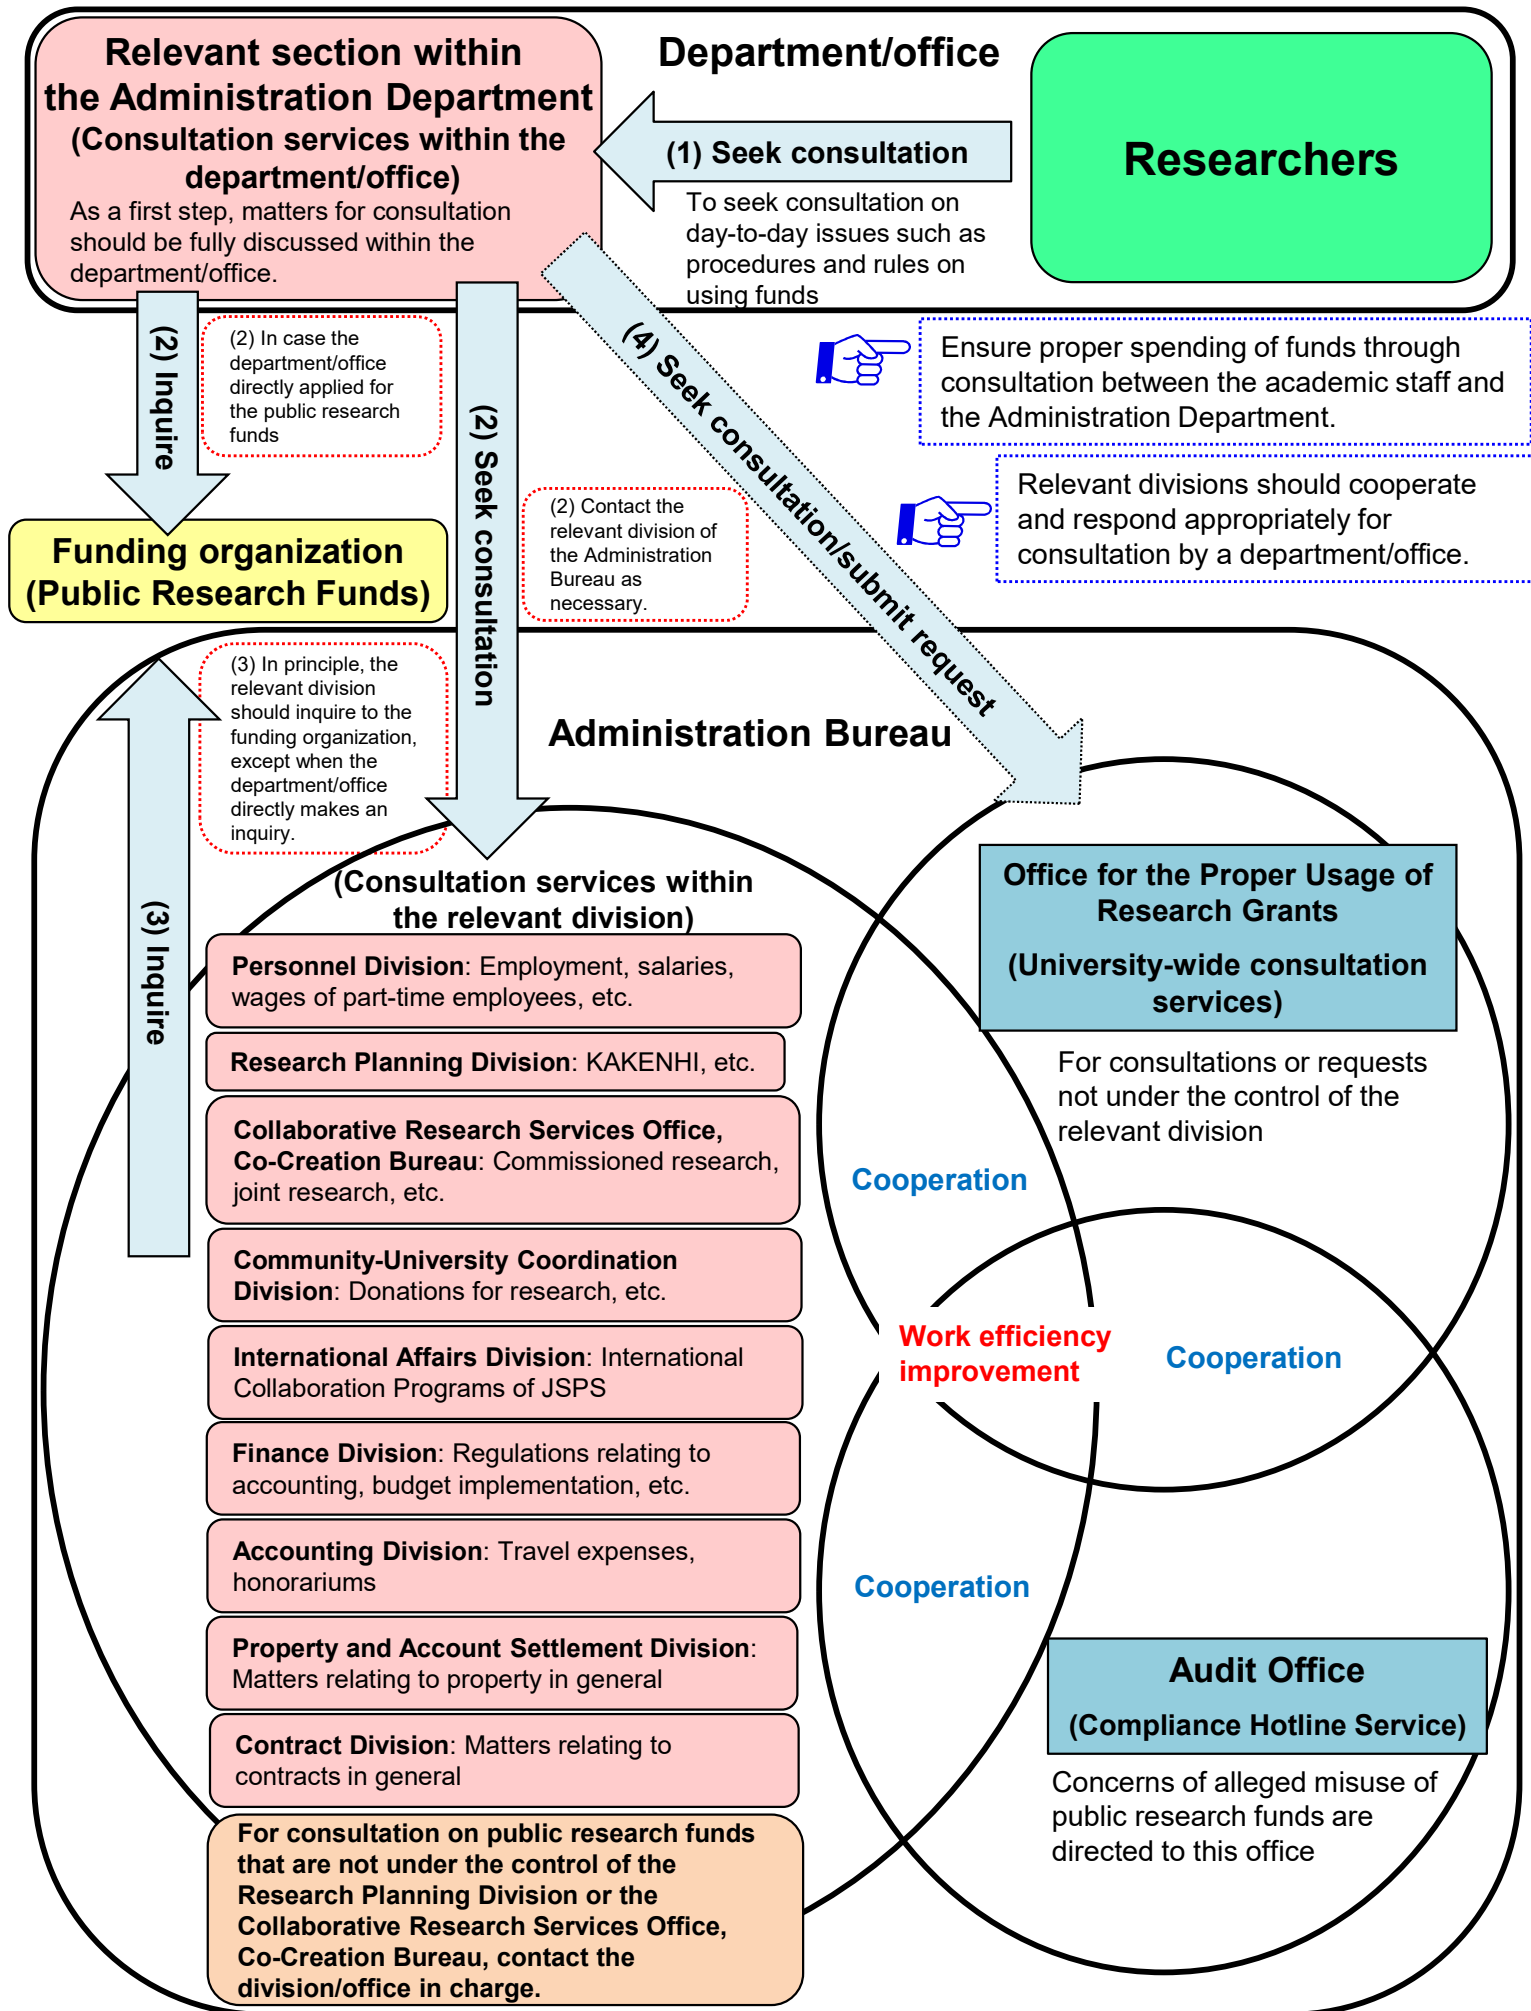 Relevant section within
the Administration Department
(Consultation services within the
department/office)
As a first step, matters for consultation
should be fully discussed within the
department/office.
Department/office
(1) Seek consultation
To seek consultation on
day-to-day issues such as
procedures and rules on
using funds
Researchers
(2) Inquire
(2) In case the
department/office
directly applied for
the public research
funds
(2) Seek consultation
(2) Contact the
relevant division of
the Administration
Bureau as
necessary.
(4) Seek consultation/submit request
Ensure proper spending of funds through
consultation between the academic staff and
the Administration Department.
Relevant divisions should cooperate
and respond appropriately for
consultation by a department/office.
Funding organization
(Public Research Funds)
(3) In principle, the
relevant division
should inquire to the
funding organization,
except when the
department/office
directly makes an
inquiry.
(3) Inquire
Administration Bureau
(Consultation services within
the relevant division)
Personnel Division: Employment, salaries,
wages of part-time employees, etc.
Research Planning Division: KAKENHI, etc.
Collaborative Research Services Office,
Co-Creation Bureau: Commissioned research,
joint research, etc.
Community-University Coordination
Division: Donations for research, etc.
International Affairs Division: International
Collaboration Programs of JSPS
Finance Division: Regulations relating to
accounting, budget implementation, etc.
Accounting Division: Travel expenses,
honorariums
Property and Account Settlement Division:
Matters relating to property in general
Contract Division: Matters relating to
contracts in general
For consultation on public research funds
that are not under the control of the
Research Planning Division or the
Collaborative Research Services Office,
Co-Creation Bureau, contact the
division/office in charge.
Office for the Proper Usage of
Research Grants
(University-wide consultation
services)
For consultations or requests
not under the control of the
relevant division
Cooperation
Work efficiency
improvement
Cooperation
Cooperation
Audit Office
(Compliance Hotline Service)
Concerns of alleged misuse of
public research funds are
directed to this office